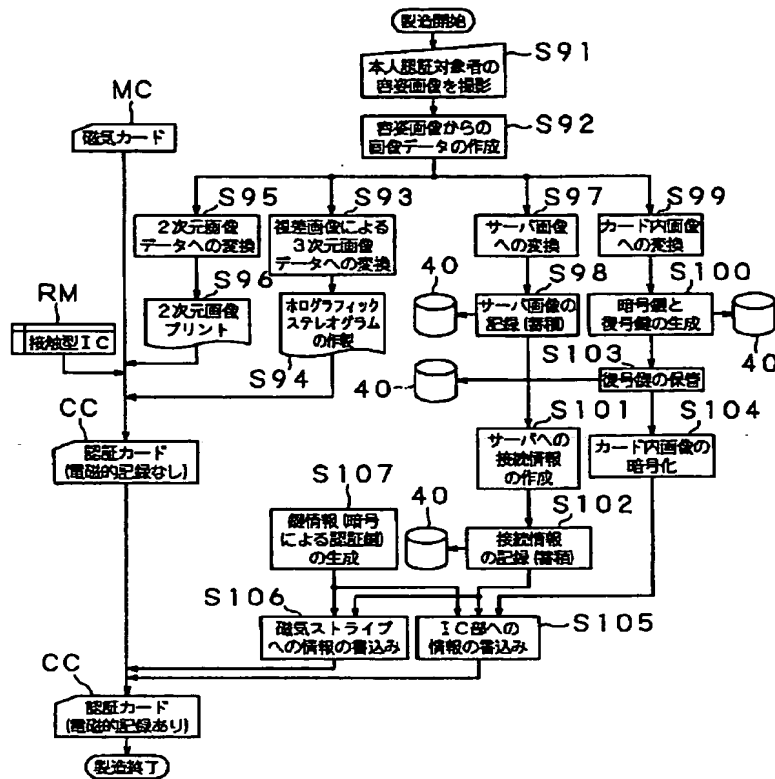 製造開始
S91
本人認証対象者の
容姿画像を撮影
MC
磁気カード
S92
容姿画像からの
画像データの作成
S95
2次元画像
データへの変換
S93
視差画像による
3次元画像
データへの変換
S97
サーバ画像
への変換
S99
カード内画像
への変換
RM
接触型IC
S96
2次元画像
プリント
ホログラフィック
ステレオグラム
の作製
S94
40
S98
サーバ画像の
記録(蓄積)
S100
暗号鍵と
復号鍵の生成
40
S103
復号鍵の保管
40
CC
認証カード
(電磁的記録なし)
S101
サーバへの
接続情報
の作成
S104
カード内画像の
暗号化
S107
鍵情報(暗号
による認証鍵)
の生成
40
S102
接続情報
の記録(蓄積)
S106
磁気ストライプ
への情報の書込み
IC部への
情報の書込み
S105
CC
認証カード
(電磁的記録あり)
製造終了